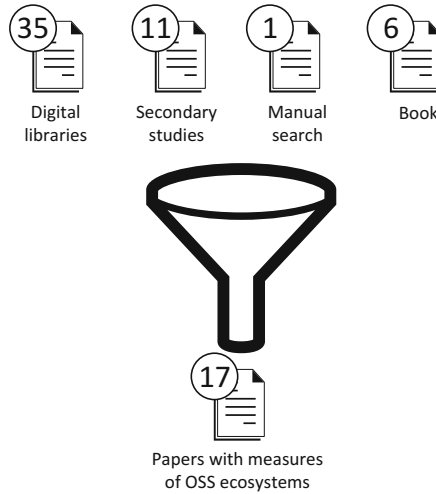 35 11 1 6
Digital Secondary Manual Book
libraries studies search
17
Papers with measures
of OSS ecosystems